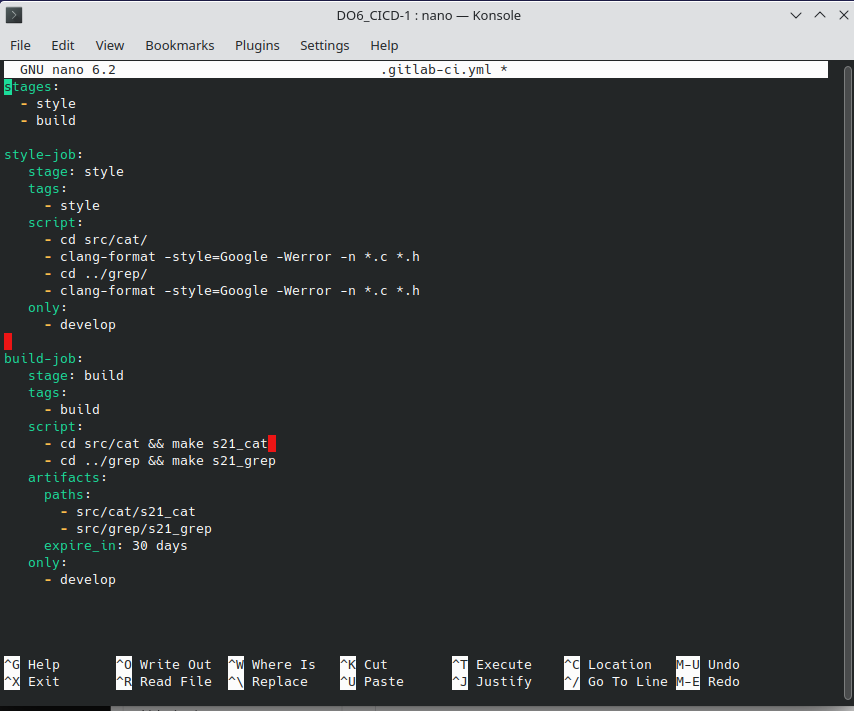 DO6_CICD-1 : nano — Konsole
File Edit View Bookmarks Plugins Settings Help
GNU nano 6.2 .gitlab-ci.yml *
stages:
  - style
  - build

style-job:
   stage: style
   tags:
     - style
   script:
     - cd src/cat/
     - clang-format -style=Google -Werror -n *.c *.h
     - cd ../grep/
     - clang-format -style=Google -Werror -n *.c *.h
   only:
     - develop

build-job:
   stage: build
   tags:
     - build
   script:
     - cd src/cat && make s21_cat
     - cd ../grep && make s21_grep
   artifacts:
     paths:
       - src/cat/s21_cat
       - src/grep/s21_grep
     expire_in: 30 days
   only:
     - develop

^G Help ^O Write Out ^W Where Is ^K Cut ^T Execute ^C Location M-U Undo
^X Exit ^R Read File ^\ Replace ^U Paste ^J Justify ^/ Go To Line M-E Redo